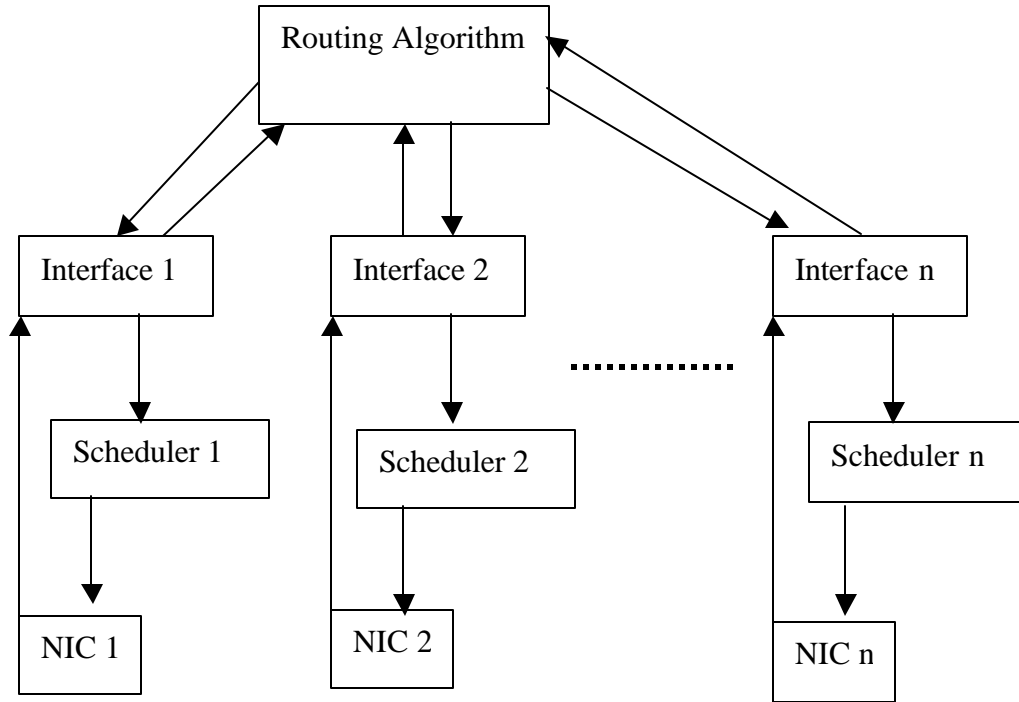 Routing Algorithm
Interface 1
Interface 2
Interface n
Scheduler 1
Scheduler 2
Scheduler n
NIC 1
NIC 2
NIC n